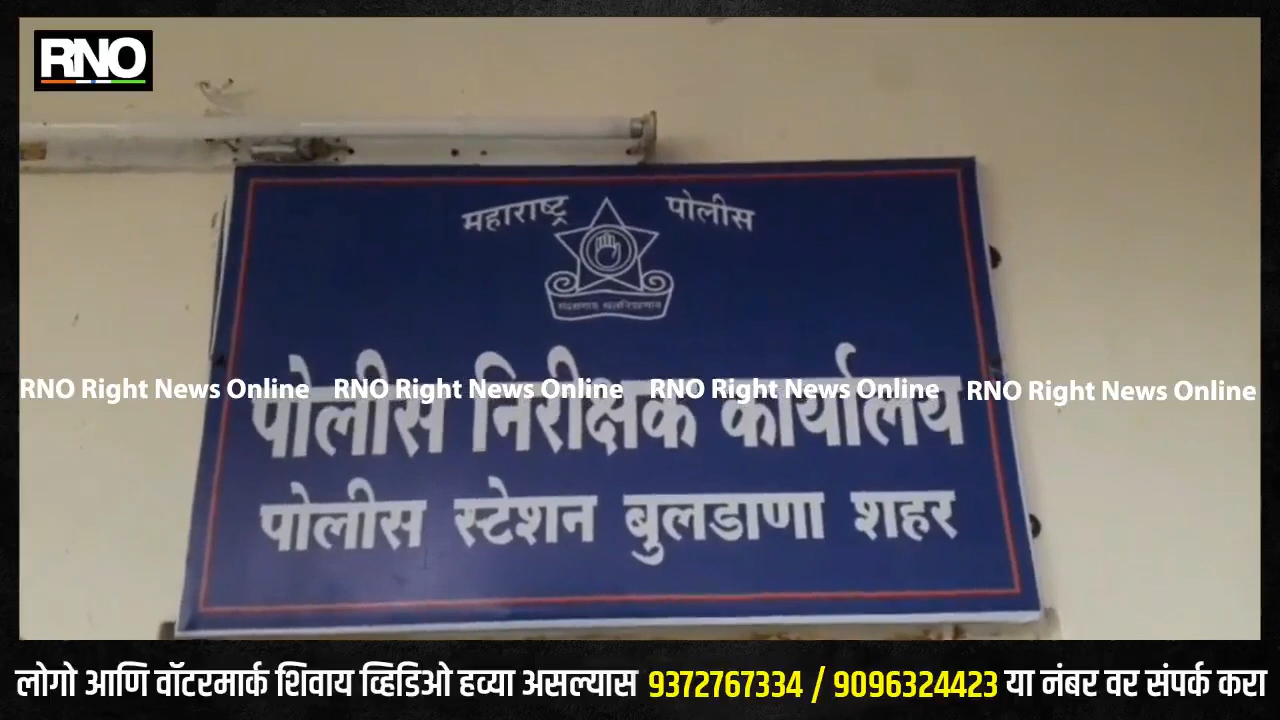 RNO
महाराष्ट्र पोलीस
पोलीस निरीक्षक कार्यालय
RNO Right News Online RNO Right News Online RNO Right News Online RNO Right News Online
पोलीस स्टेशन बुलडाणा शहर
लोगो आणि वॉटरमार्क शिवाय व्हिडिओ हव्या असल्यास 9372767334 / 9096324423 या नंबर वर संपर्क करा